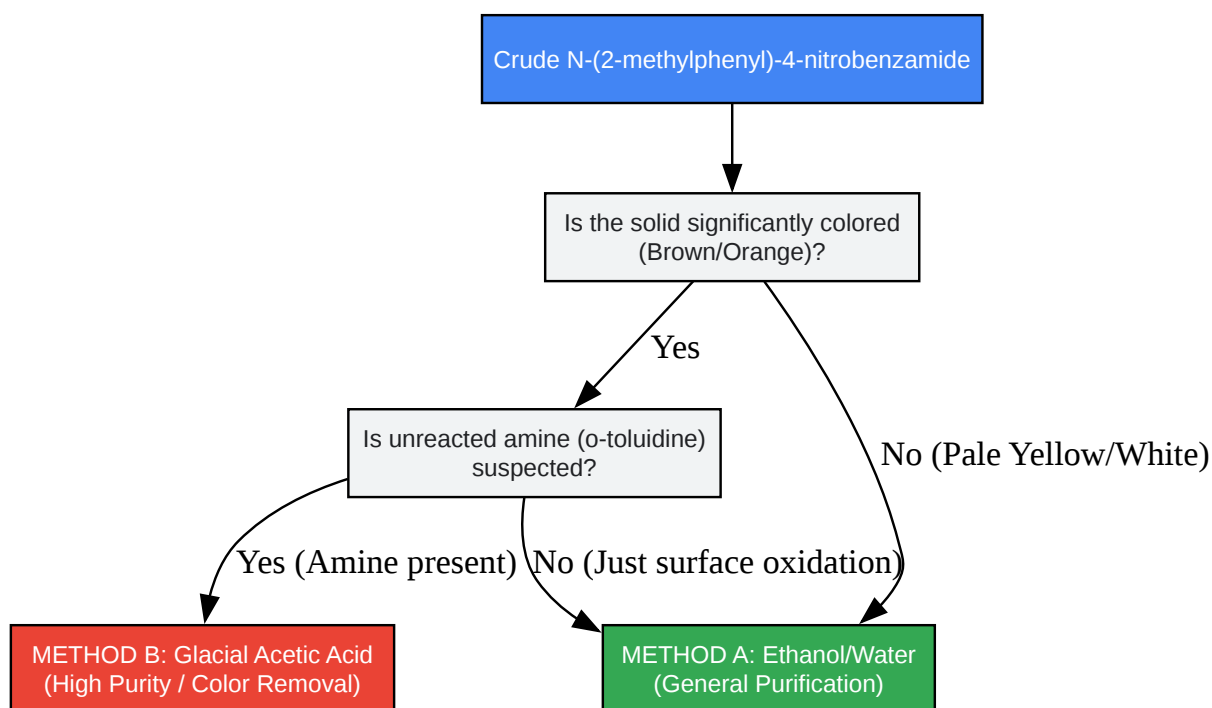 Crude N-(2-methylphenyl)-4-nitrobenzamide
Is the solid significantly colored
(Brown/Orange)?
Yes
Is unreacted amine (o-toluidine)
suspected?
No (Pale Yellow/White)
Yes (Amine present)
No (Just surface oxidation)
METHOD B: Glacial Acetic Acid
(High Purity / Color Removal)
METHOD A: Ethanol/Water
(General Purification)